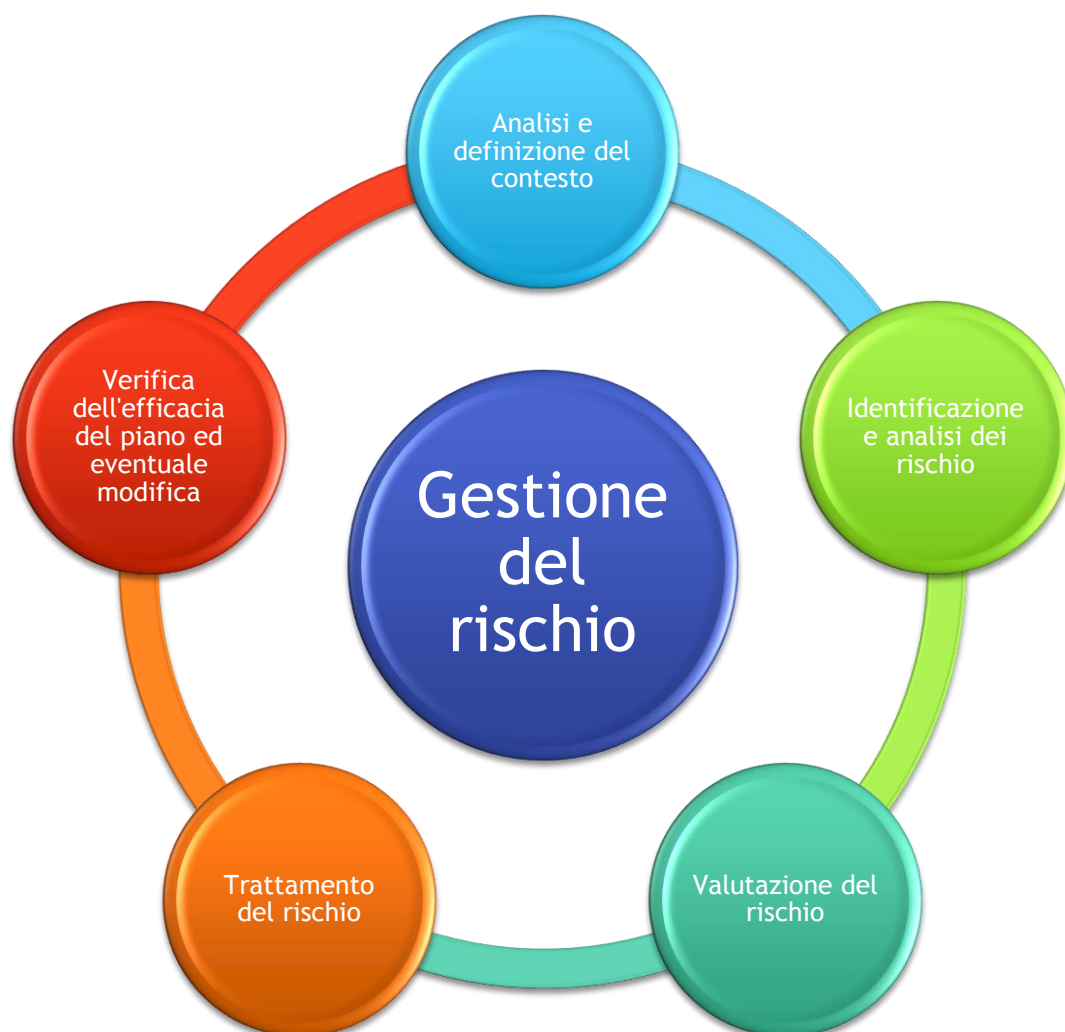 Analisi e
definizione del
contesto
Identificazione
e analisi dei
rischio
Valutazione del
rischio
Trattamento
del rischio
Verifica
dell'efficacia
del piano ed
eventuale
modifica
Gestione
del
rischio